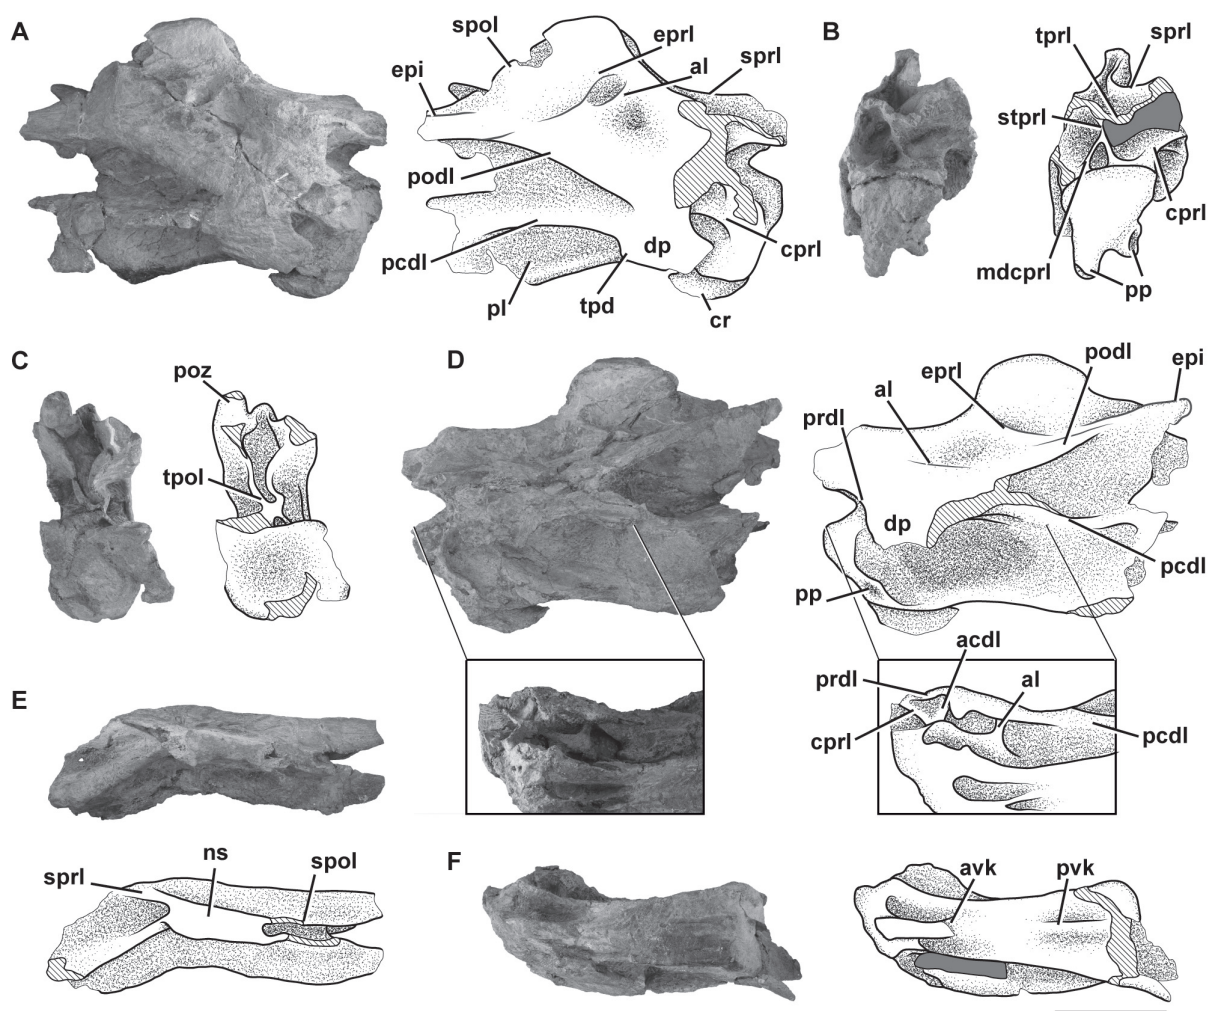 A
spol
eprl
al
sprl
epi
podl
pcdl
pl
tpd
dp
cr
cprl
B
tprl
sprl
stprl
cprl
mdcprl
pp
C
poz
tpol
D
podl
epi
eprl
al
prdl
dp
pcdl
pp
acdl
prdl
al
cprl
pcdl
E
ns
spol
sprl
F
avk
pvk